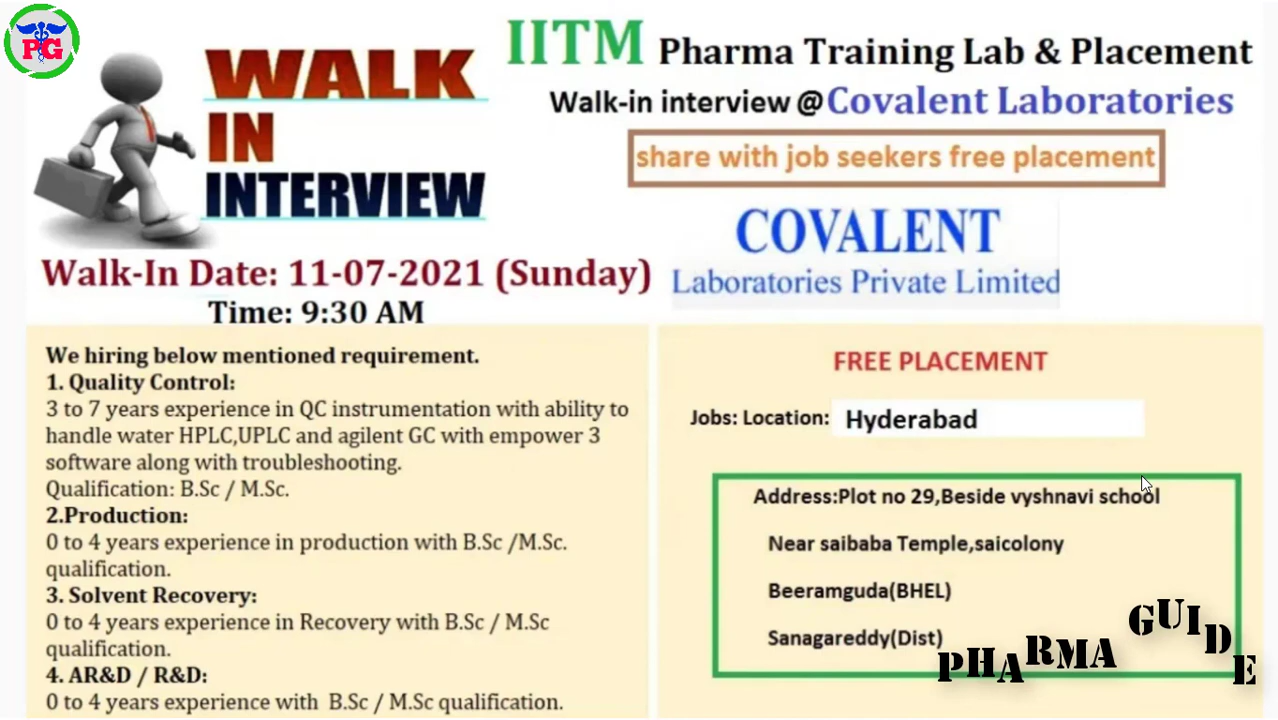 PG
WALK
IN
INTERVIEW
IITM Pharma Training Lab & Placement
Walk-in interview @Covalent Laboratories
share with job seekers free placement
COVALENT
Laboratories Private Limited
Walk-In Date: 11-07-2021 (Sunday)
Time: 9:30 AM
We hiring below mentioned requirement.
1. Quality Control:
3 to 7 years experience in QC instrumentation with ability to
handle water HPLC,UPLC and agilent GC with empower 3
software along with troubleshooting.
Qualification: B.Sc / M.Sc.
2.Production:
0 to 4 years experience in production with B.Sc /M.Sc.
qualification.
3. Solvent Recovery:
0 to 4 years experience in Recovery with B.Sc / M.Sc
qualification.
4. AR&D / R&D:
0 to 4 years experience with B.Sc / M.Sc qualification.
FREE PLACEMENT
Jobs: Location: Hyderabad
Address:Plot no 29,Beside vyshnavi school
Near saibaba Temple,saicolony
Beeramguda(BHEL)
Sanagareddy(Dist)
PHARMA GUIDE